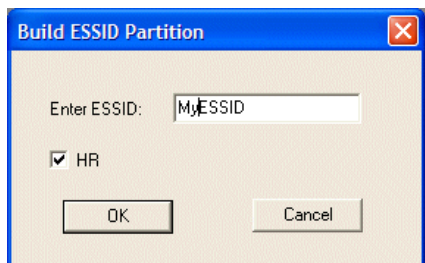 Build ESSID Partition
Enter ESSID: MyESSID
HR
OK Cancel